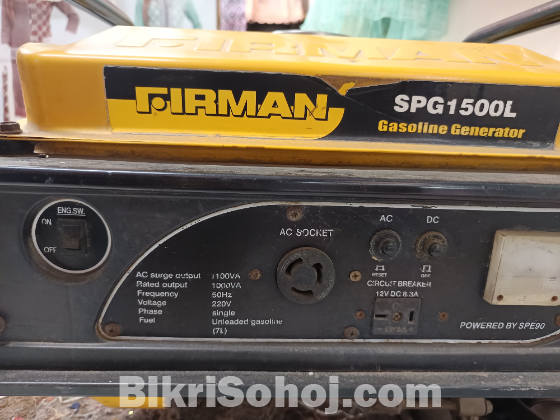 FIRMAN
SPG1500L
Gasoline Generator
ENG.SW.
ON
OFF
AC SOCKET
AC DC
RESET
CIRCUIT BREAKER
12V DC 8.3A
AC surge output 1100VA
Rated output 1000VA
Frequency 50Hz
Voltage 220V
Phase single
Fuel Unleaded gasoline
(7L)
POWERED BY SPE90
BikriSohoj.com